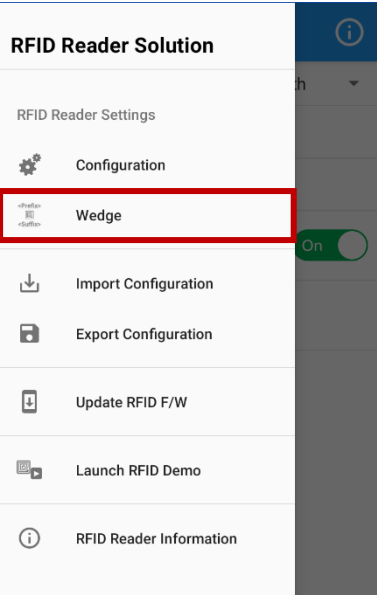 RFID Reader Solution
RFID Reader Settings
Configuration
<Prefix>
<Suffix>
Wedge
On
Import Configuration
Export Configuration
Update RFID F/W
Launch RFID Demo
RFID Reader Information